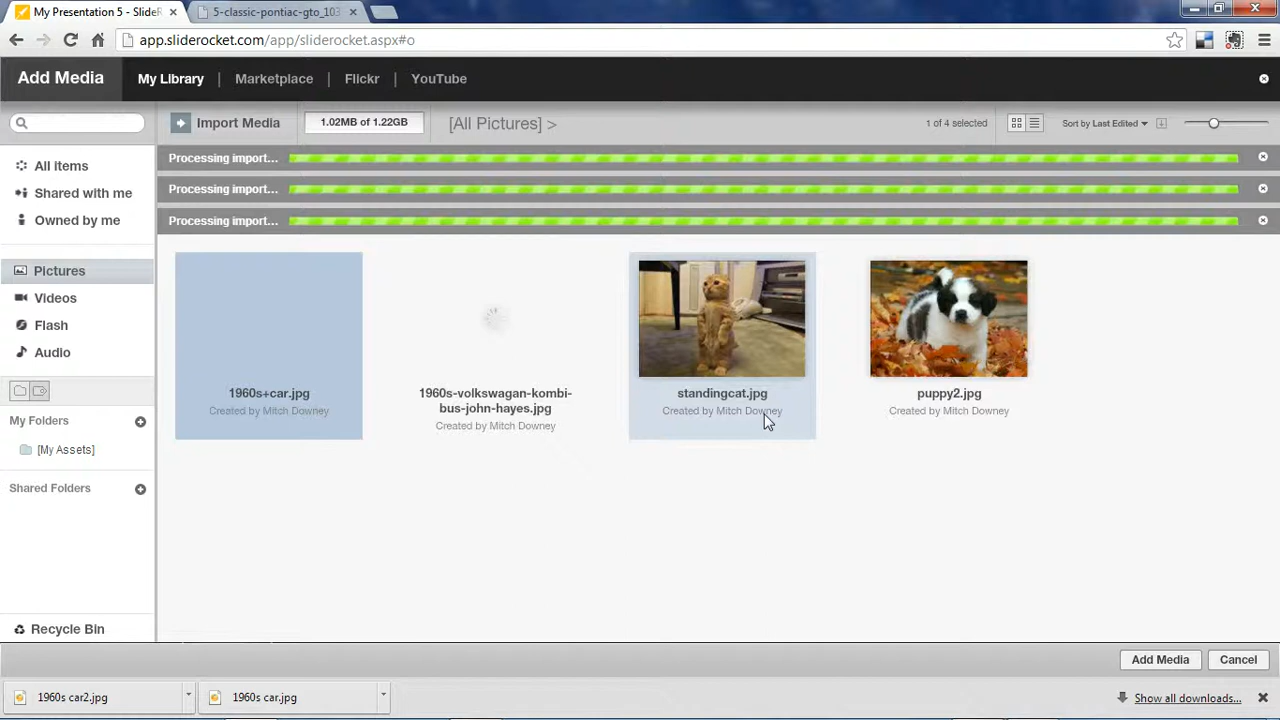 My Presentation 5 - SlideR
5-classic-pontiac-gto_103
app.sliderocket.com/app/sliderocket.aspx#o
Add Media
My Library | Marketplace | Flickr | YouTube
Import Media
1.02MB of 1.22GB
[All Pictures] >
1 of 4 selected
Sort by Last Edited
Processing import...
Processing import...
Processing import...
All items
Shared with me
Owned by me
Pictures
Videos
Flash
Audio
My Folders
[My Assets]
Shared Folders
Recycle Bin
1960s+car.jpg
Created by Mitch Downey
1960s-volkswagan-kombi-
bus-john-hayes.jpg
Created by Mitch Downey
standingcat.jpg
Created by Mitch Downey
puppy2.jpg
Created by Mitch Downey
Add Media
Cancel
1960s car2.jpg
1960s car.jpg
Show all downloads...